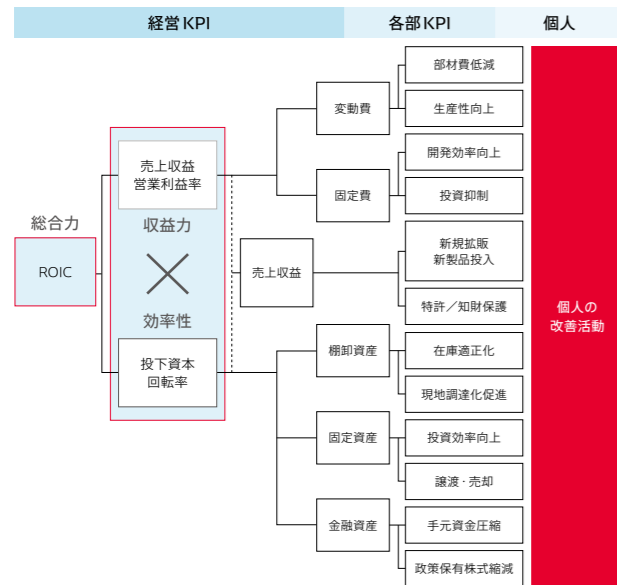 経営KPI
各部KPI
個人
総合力
ROIC
売上収益
営業利益率
収益力
効率性
投下資本
回転率
変動費
固定費
売上収益
棚卸資産
固定資産
金融資産
部材費低減
生産性向上
開発効率向上
投資抑制
新規拡販
新製品投入
特許／知財保護
在庫適正化
現地調達化促進
投資効率向上
譲渡・売却
手元資金圧縮
政策保有株式縮減
個人の
改善活動